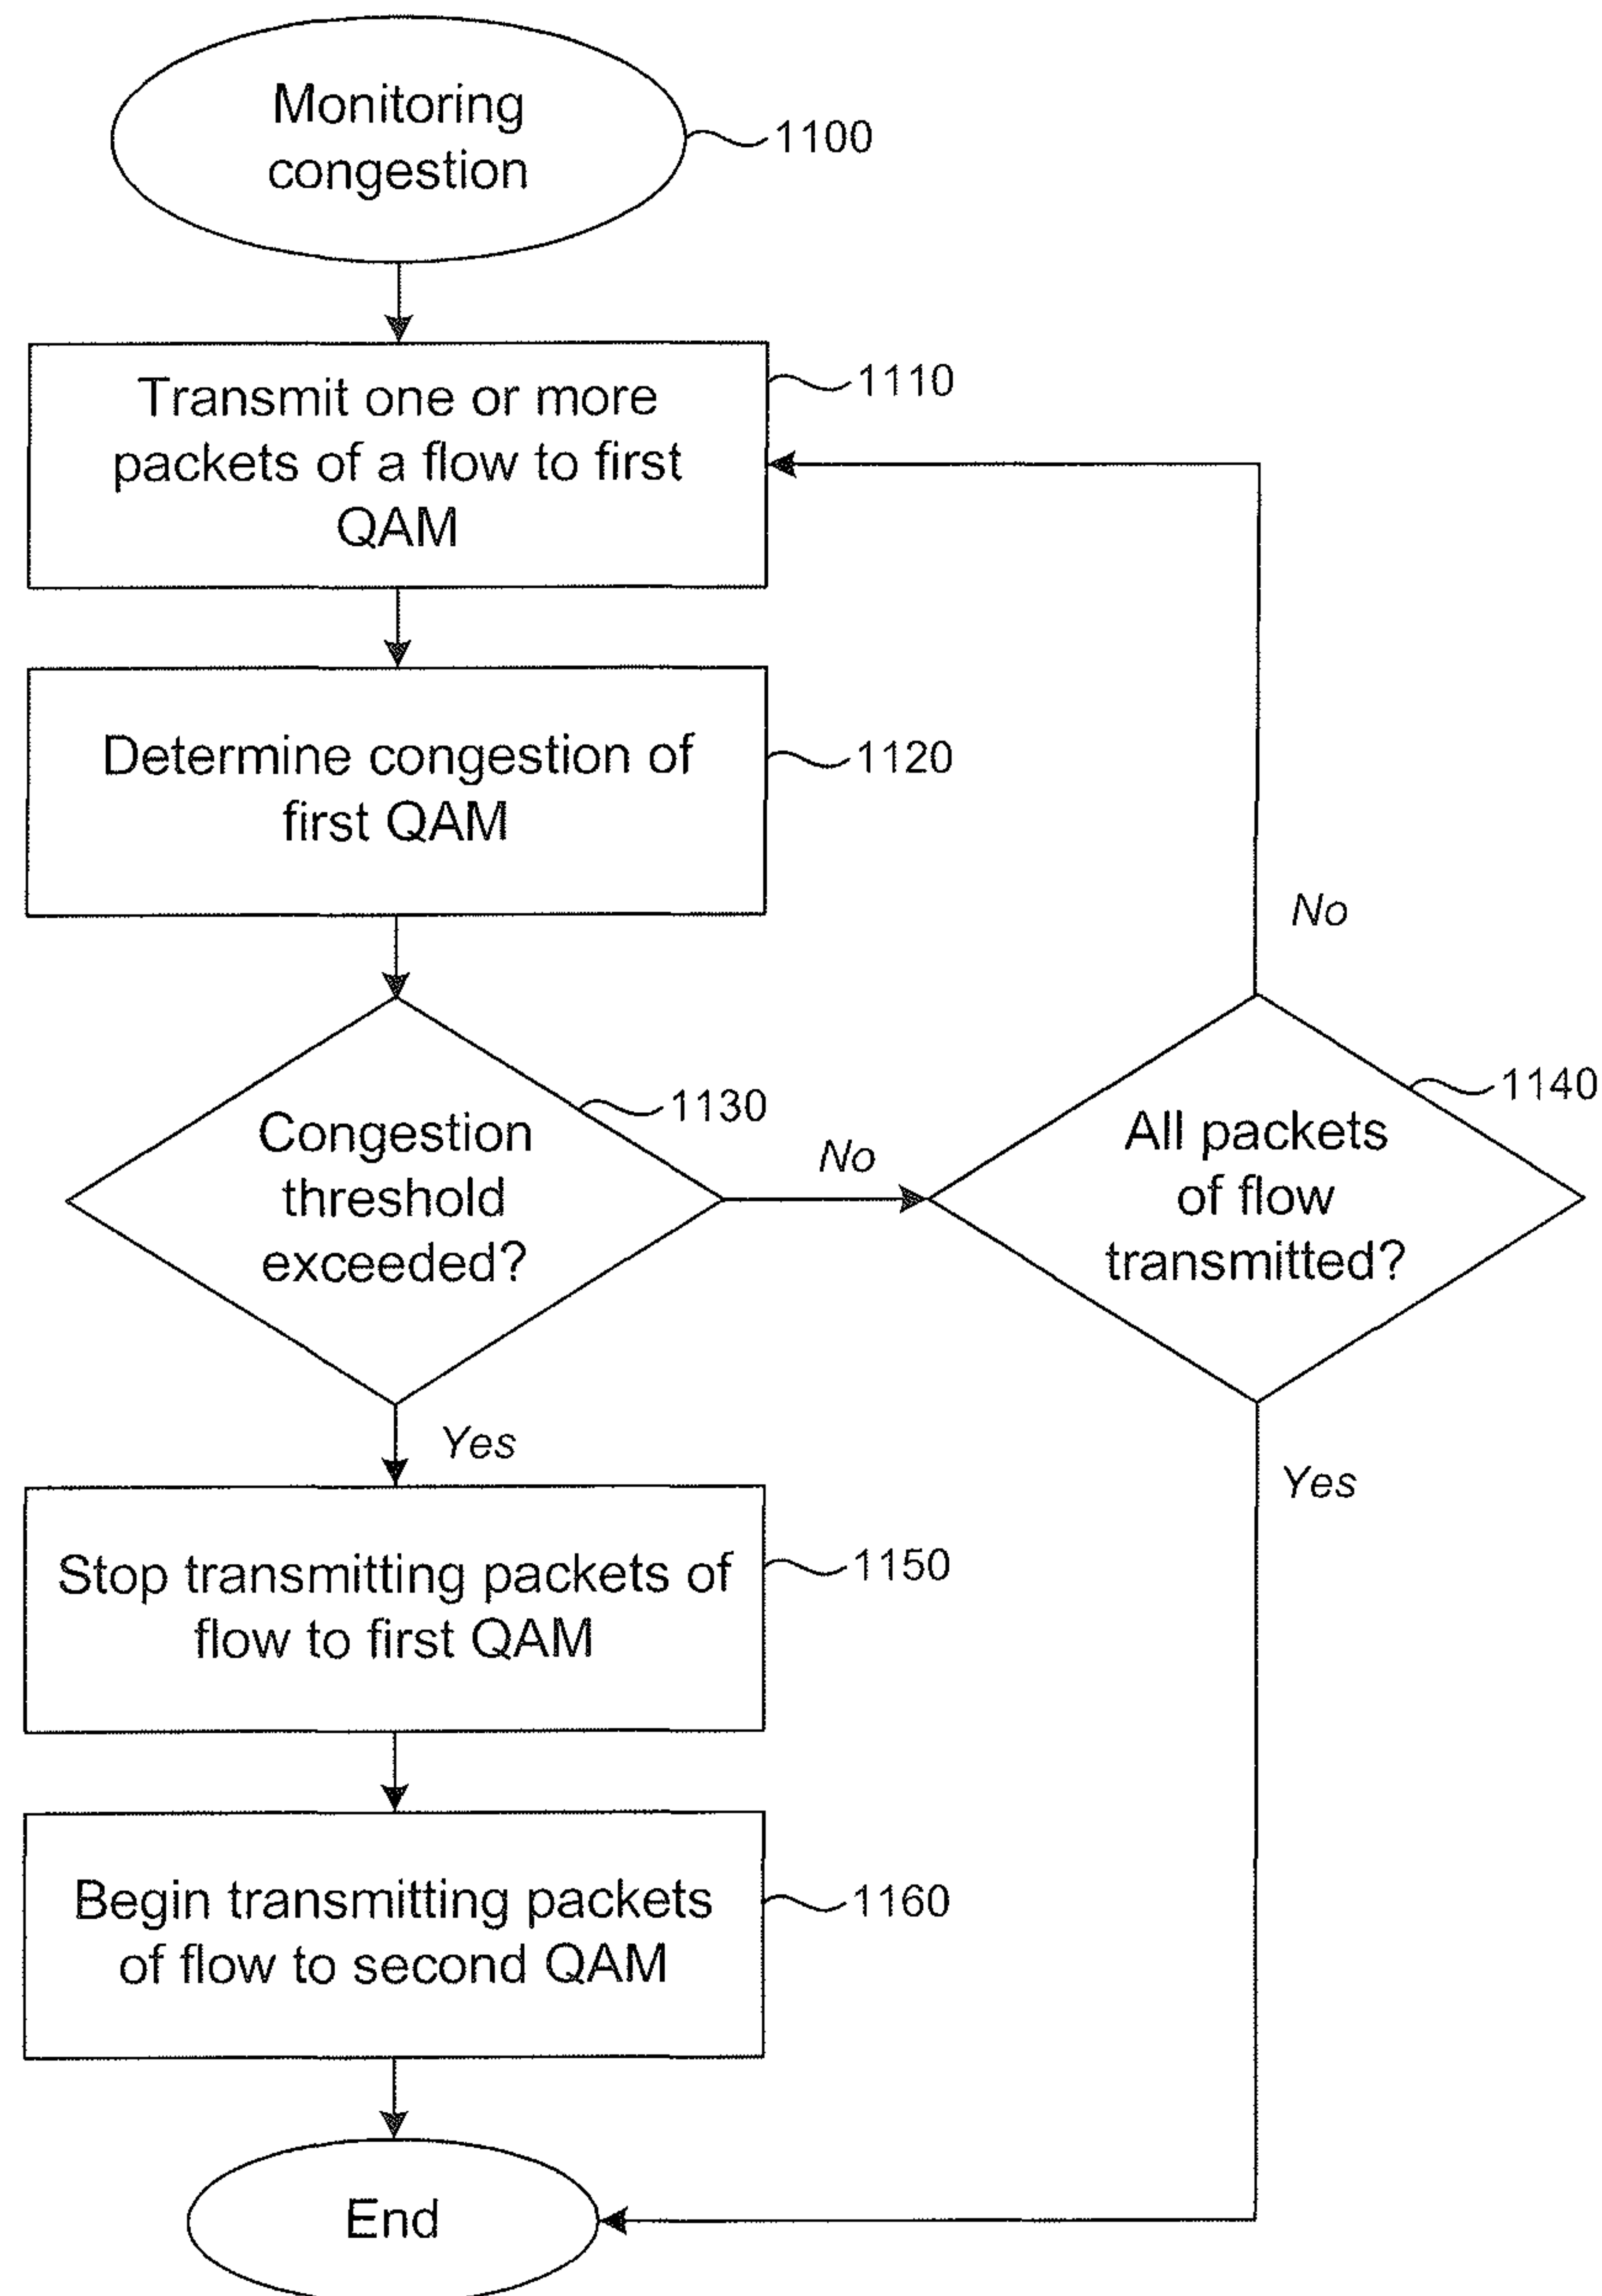 Monitoring
congestion
1100
Transmit one or more
packets of a flow to first
QAM
1110
Determine congestion of
first QAM
1120
Congestion
threshold
exceeded?
1130
No
All packets
of flow
transmitted?
1140
No
Yes
Yes
Stop transmitting packets of
flow to first QAM
1150
Begin transmitting packets
of flow to second QAM
1160
End